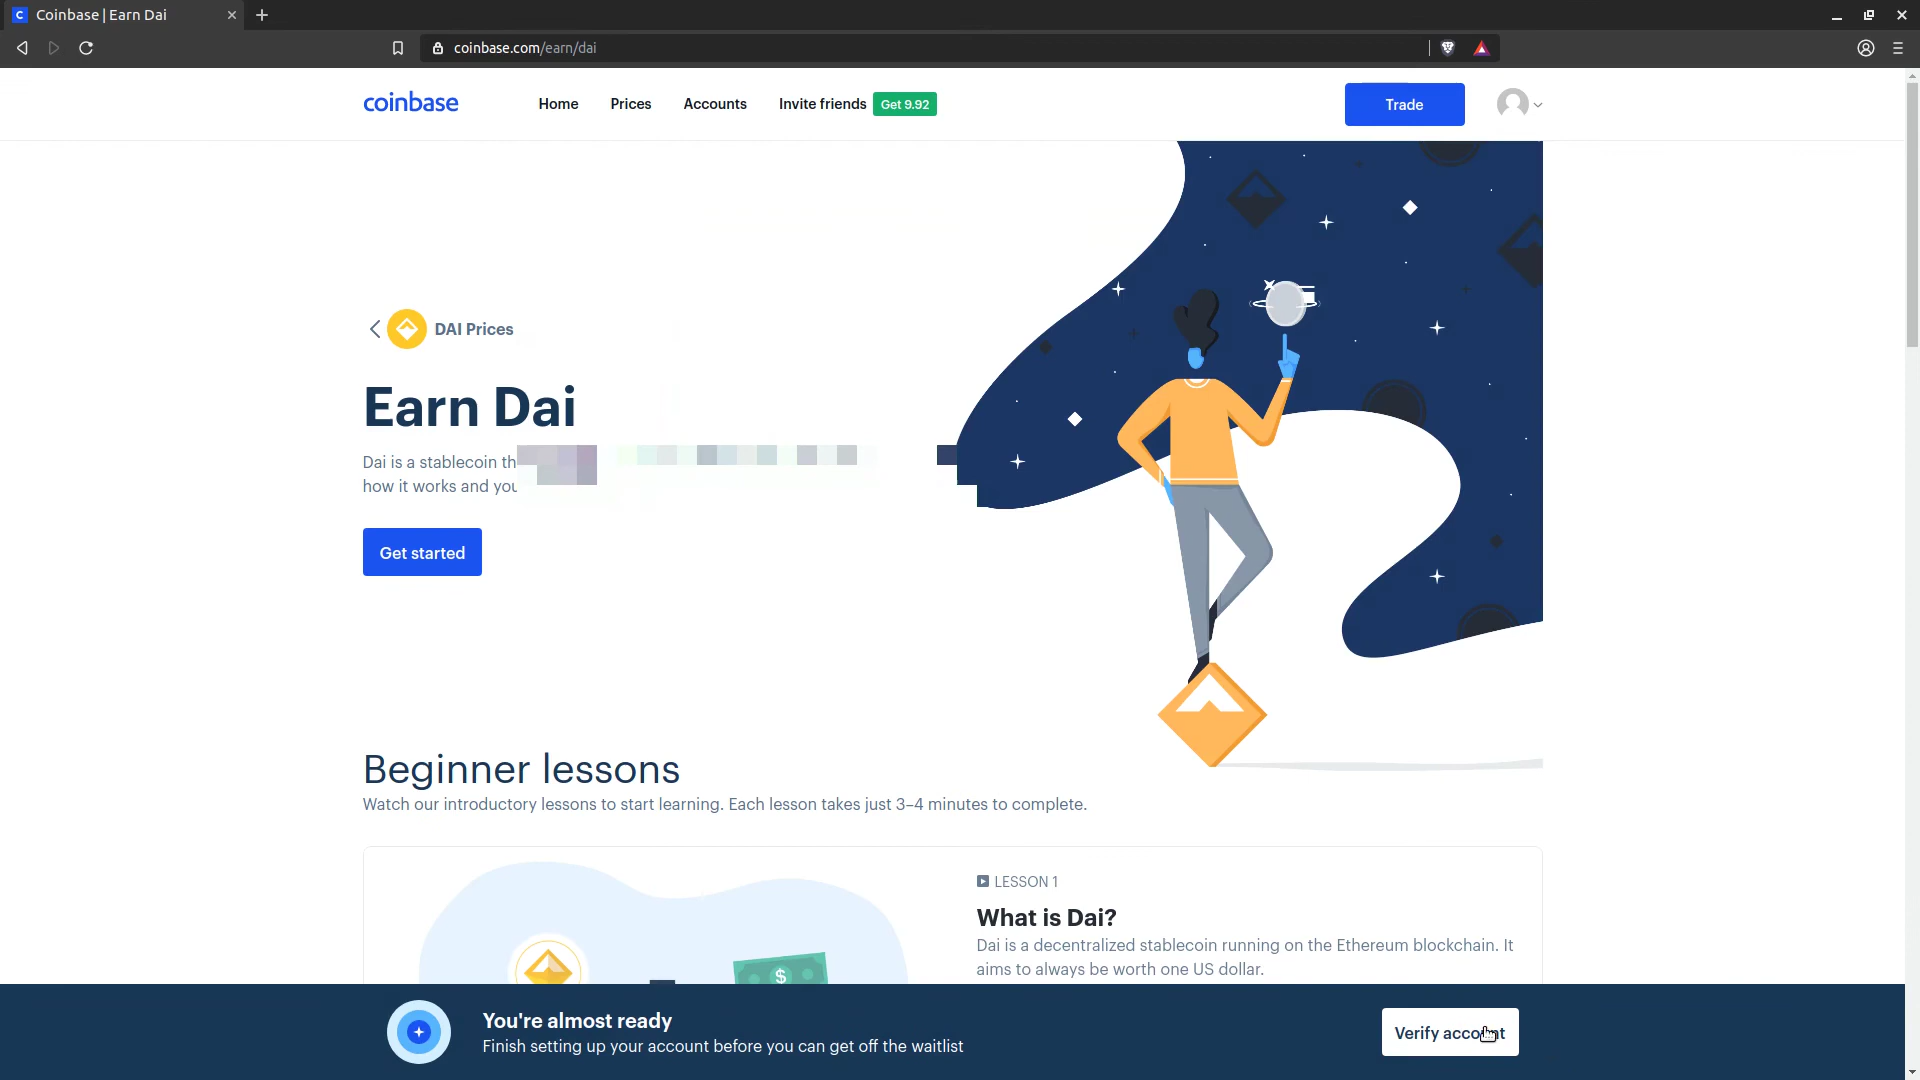 Coinbase | Earn Dai
coinbase.com/earn/dai
coinbase
Home
Prices
Accounts
Invite friends
Get 9.92
Trade
DAI Prices
Earn Dai
Dai is a stablecoin
how it works and
Get started
Beginner lessons
Watch our introductory lessons to start learning. Each lesson takes just 3–4 minutes to complete.
LESSON 1
What is Dai?
Dai is a decentralized stablecoin running on the Ethereum blockchain. It
aims to always be worth one US dollar.
$
You're almost ready
Finish setting up your account before you can get off the waitlist
Verify account